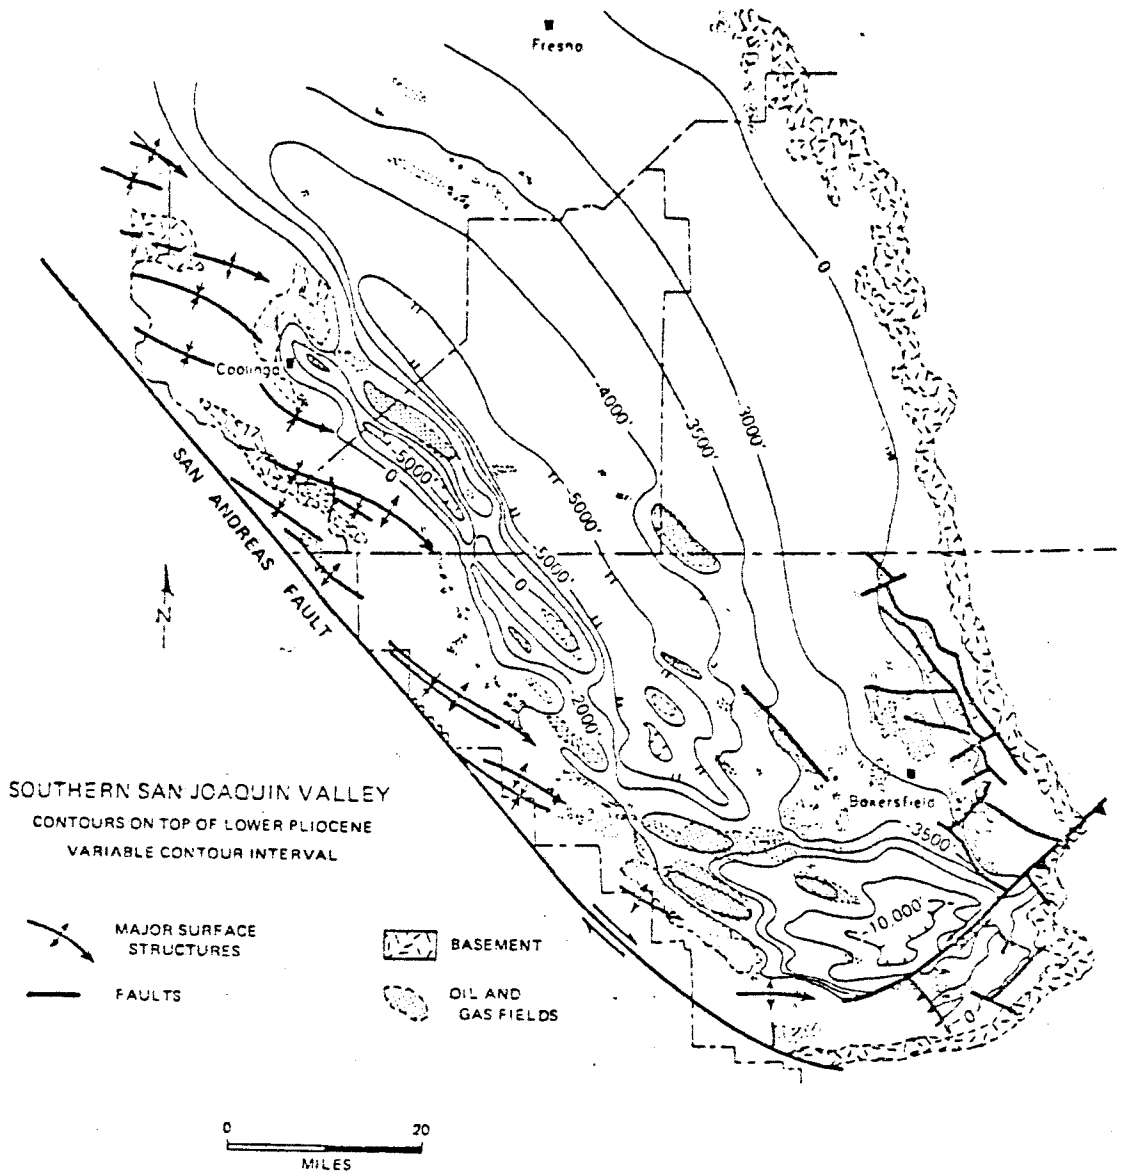 Fresno
0
-4000'
3500'
3000'
Coalinga
-5000'
0
-5000'
-5000'
0
SAN ANDREAS FAULT
N
2000'
Bakersfield
-3500'
-10,000'
0
SOUTHERN SAN JOAQUIN VALLEY
CONTOURS ON TOP OF LOWER PLIOCENE
VARIABLE CONTOUR INTERVAL
MAJOR SURFACE
STRUCTURES
BASEMENT
FAULTS
OIL AND
GAS FIELDS
0 20
MILES